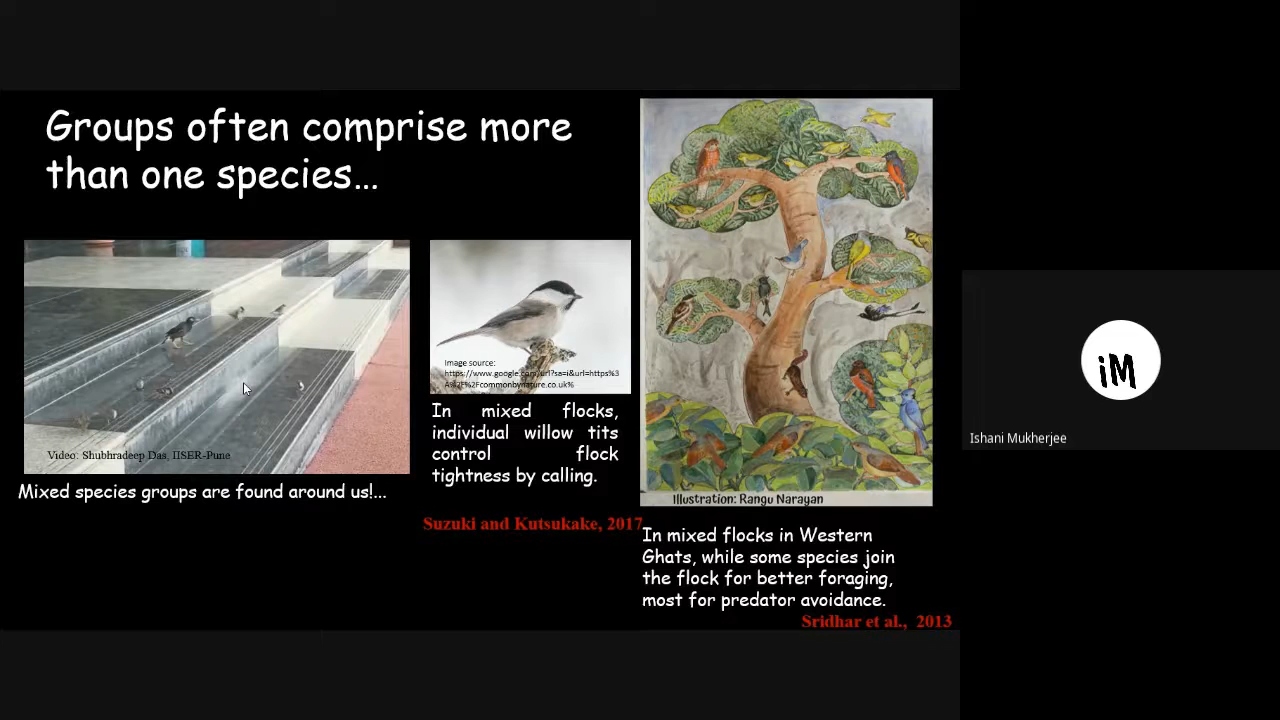 Groups often comprise more
than one species...
Video: Shubhradeep Das, IISER-Pune
Mixed species groups are found around us!...
Image source:
https://www.google.com/url?sa=i&url=https%3
A%2F%2Fcommonbynature.co.uk%
In mixed flocks,
individual willow tits
control flock
tightness by calling.
Suzuki and Kutsukake, 2017
Illustration: Rangu Narayan
In mixed flocks in Western
Ghats, while some species join
the flock for better foraging,
most for predator avoidance.
Sridhar et al., 2013
iM
Ishani Mukherjee